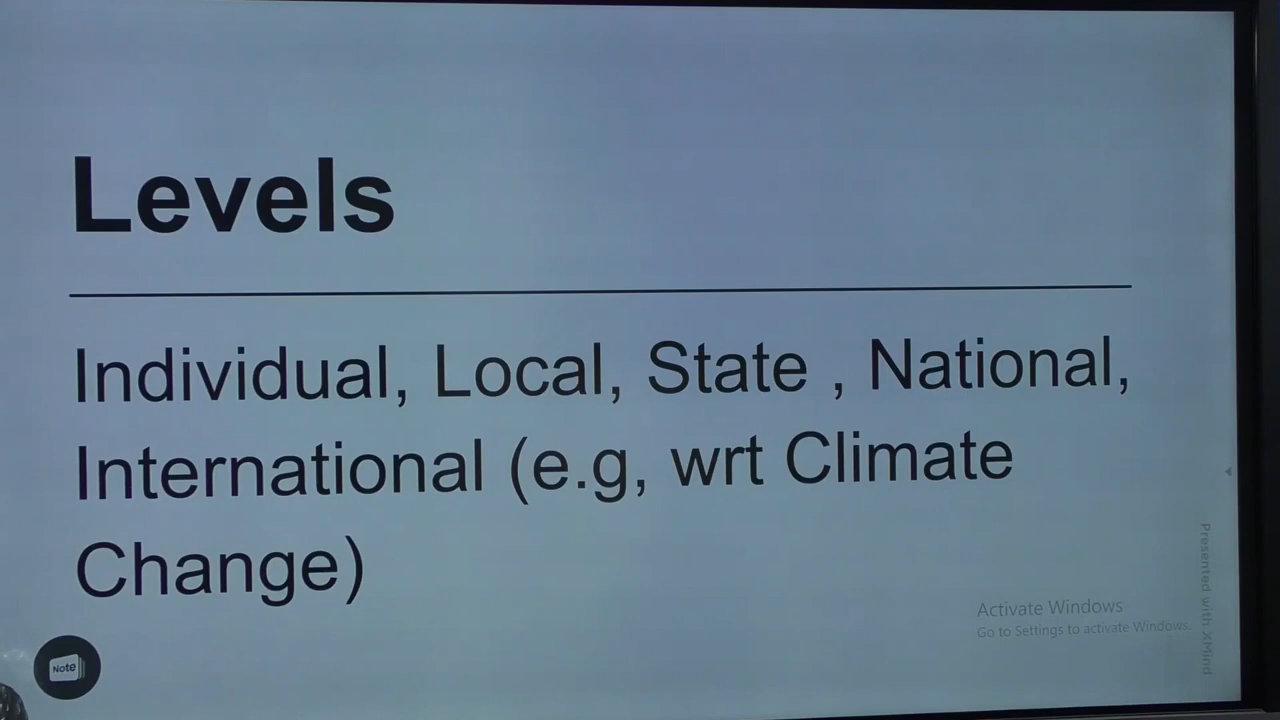 Levels
Individual, Local, State , National,
International (e.g, wrt Climate
Change)
Activate Windows
Go to Settings to activate Windows.
Presented with XMind
Note